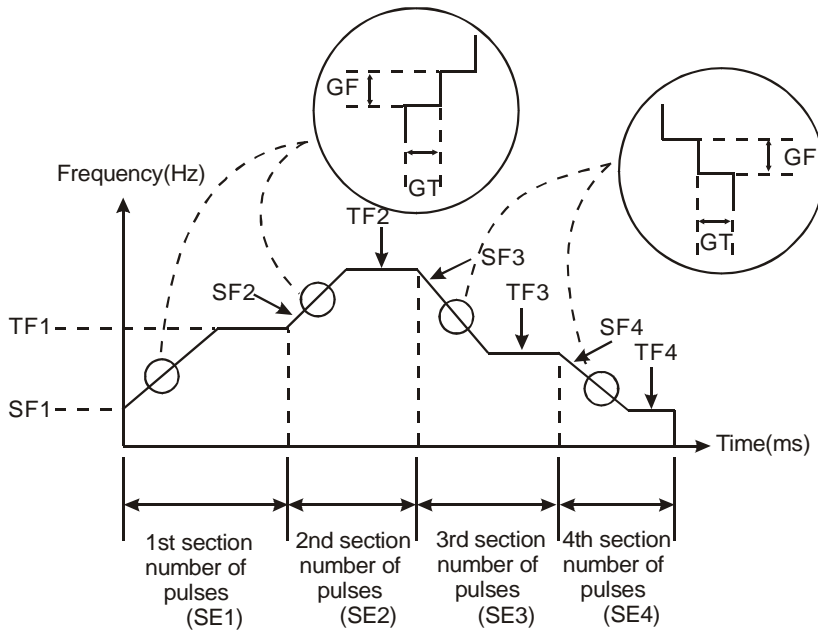 GF
GT
GF
GT
Frequency(Hz)
TF2
SF3
SF2
TF3
SF4
TF4
TF1
SF1
Time(ms)
1st section
number of
pulses
(SE1)
2nd section
number of
pulses
(SE2)
3rd section
number of
pulses
(SE3)
4th section
number of
pulses
(SE4)